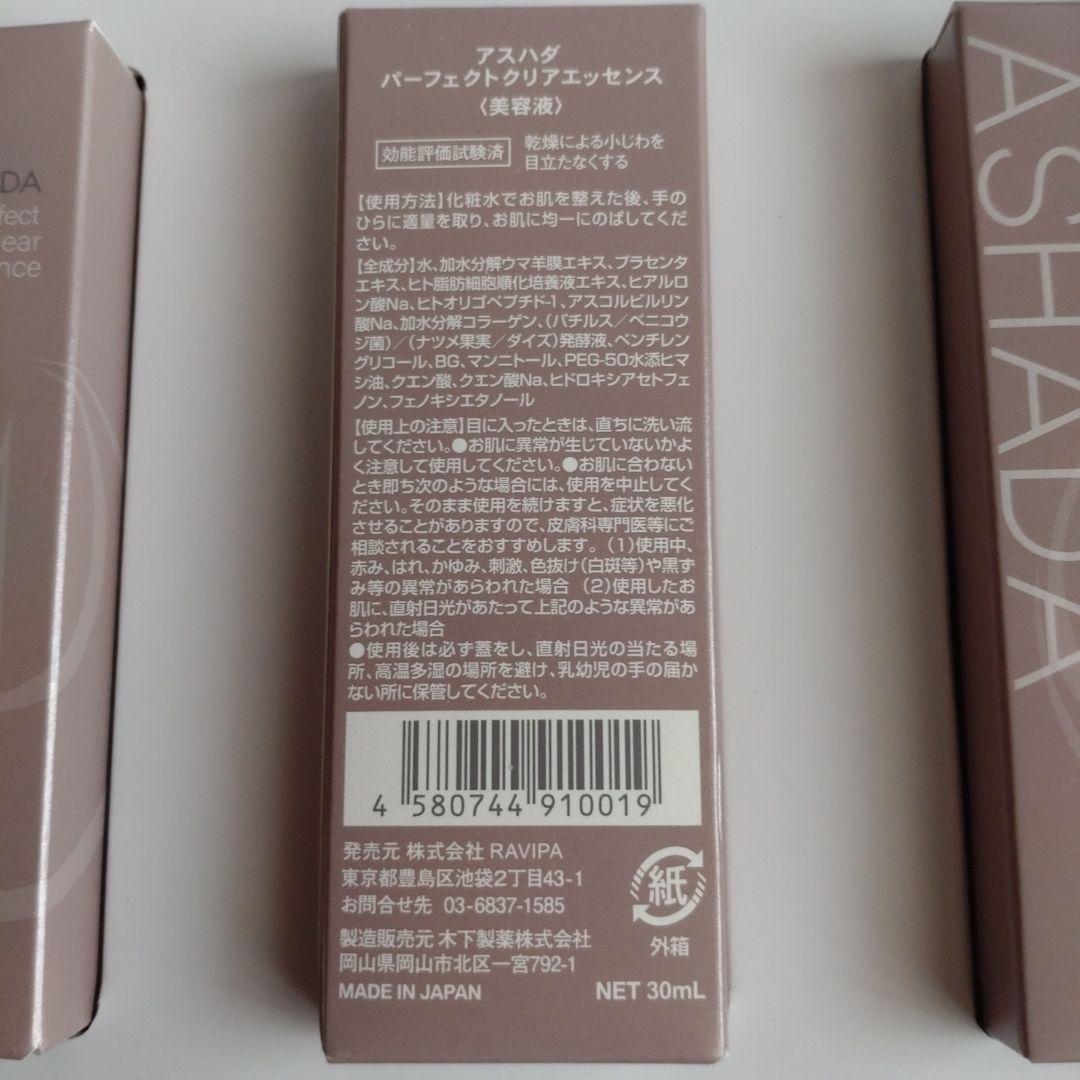 DA
fect
lear
nce
アスハダ
パーフェクトクリアエッセンス
〈美容液〉
効能評価試験済
乾燥による小じわを
目立たなくする
【使用方法】化粧水でお肌を整えた後、手の
ひらに適量を取り、お肌に均一にのばしてくだ
さい。
【全成分】水、加水分解ウマ羊膜エキス、プラセンタ
エキス、ヒト脂肪細胞順化培養液エキス、ヒアルロ
ン酸Na、ヒトオリゴペプチド-1、アスコルビルリン
酸Na、加水分解コラーゲン、（バチルス／ベニコウ
ジ菌）／（ナツメ果実／ダイズ）発酵液、ペンチレン
グリコール、BG、マンニトール、PEG-50水添ヒマ
シ油、クエン酸、クエン酸Na、ヒドロキシアセトフェ
ノン、フェノキシエタノール
【使用上の注意】目に入ったときは、直ちに洗い流
してください。●お肌に異常が生じていないかよ
く注意して使用してください。●お肌に合わない
とき即ち次のような場合には、使用を中止してく
ださい。そのまま使用を続けますと、症状を悪化
させることがありますので、皮膚科専門医等にご
相談されることをおすすめします。（1）使用中、
赤み、はれ、かゆみ、刺激、色抜け（白斑等）や黒ず
み等の異常があらわれた場合 （2）使用したお
肌に、直射日光があたって上記のような異常があ
らわれた場合
●使用後は必ず蓋をし、直射日光の当たる場
所、高温多湿の場所を避け、乳幼児の手の届か
ない所に保管してください。
4 580744 910019
発売元 株式会社 RAVIPA
東京都豊島区池袋2丁目43-1
お問合せ先 03-6837-1585
製造販売元 木下製薬株式会社
岡山県岡山市北区一宮792-1
MADE IN JAPAN
紙
外箱
NET 30mL
ASHADA